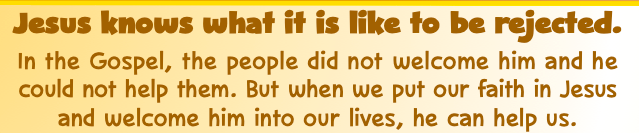 Jesus knows what it is like to be rejected.
In the Gospel, the people did not welcome him and he
could not help them. But when we put our faith in Jesus
and welcome him into our lives, he can help us.